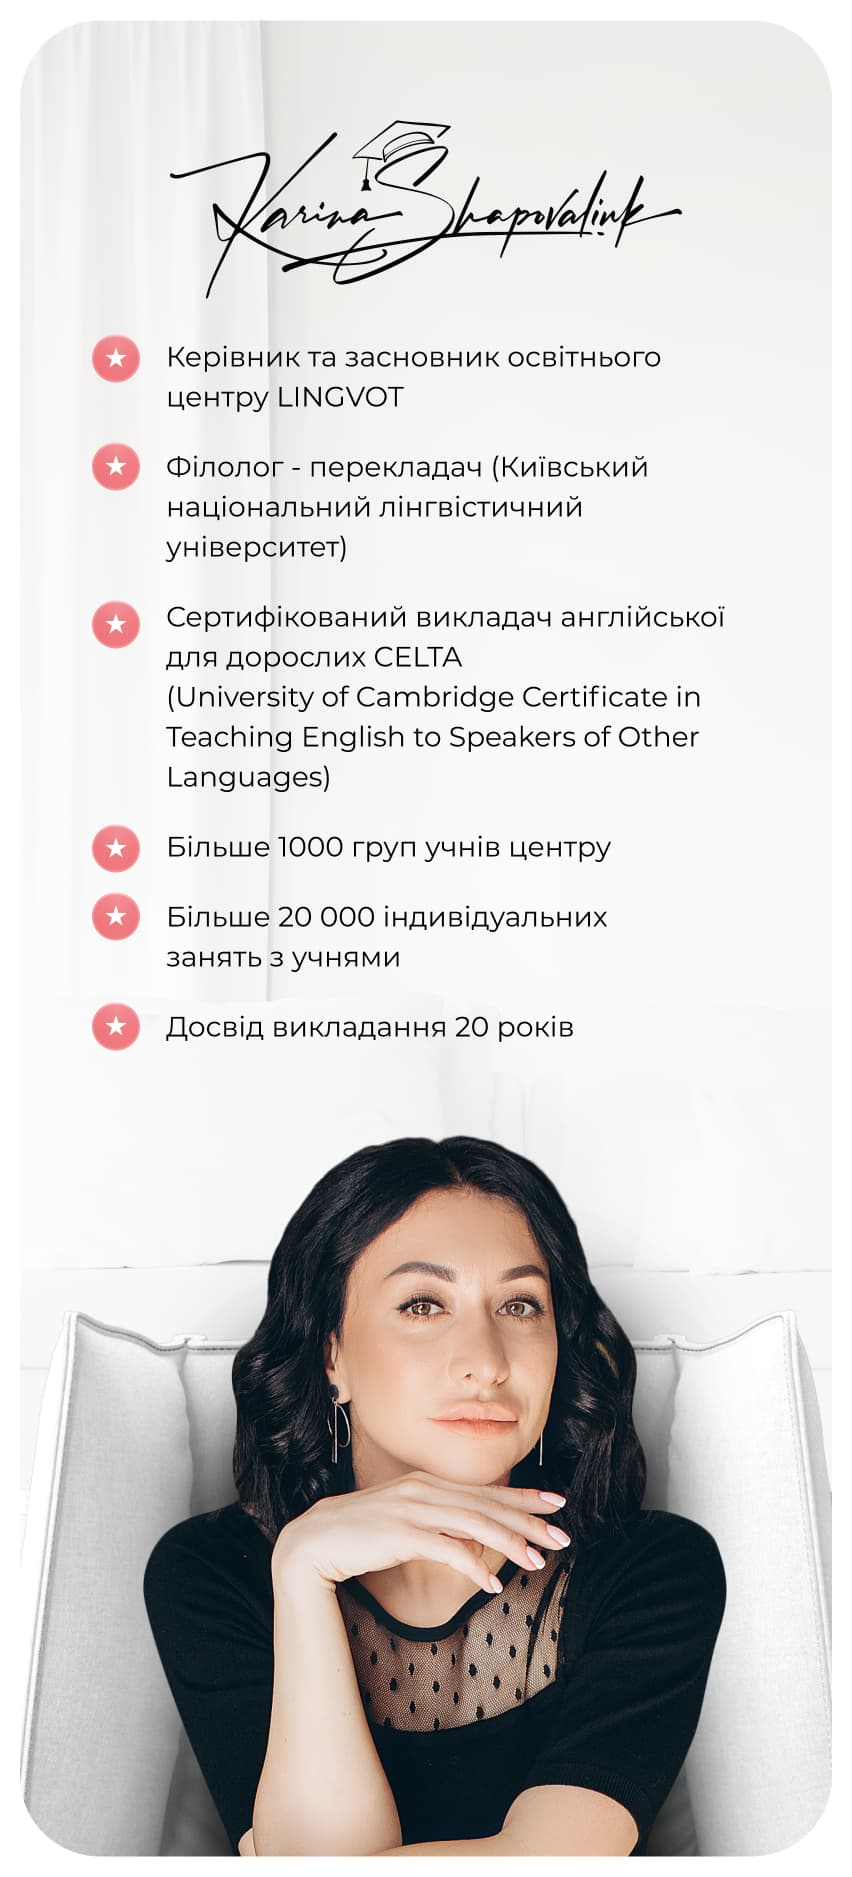 Karina Shapovalink
Керівник та засновник освітнього
центру LINGVOT
Філолог - перекладач (Київський
національний лінгвістичний
університет)
Сертифікований викладач англійської
для дорослих CELTA
(University of Cambridge Certificate in
Teaching English to Speakers of Other
Languages)
Більше 1000 груп учнів центру
Більше 20 000 індивідуальних
занять з учнями
Досвід викладання 20 років